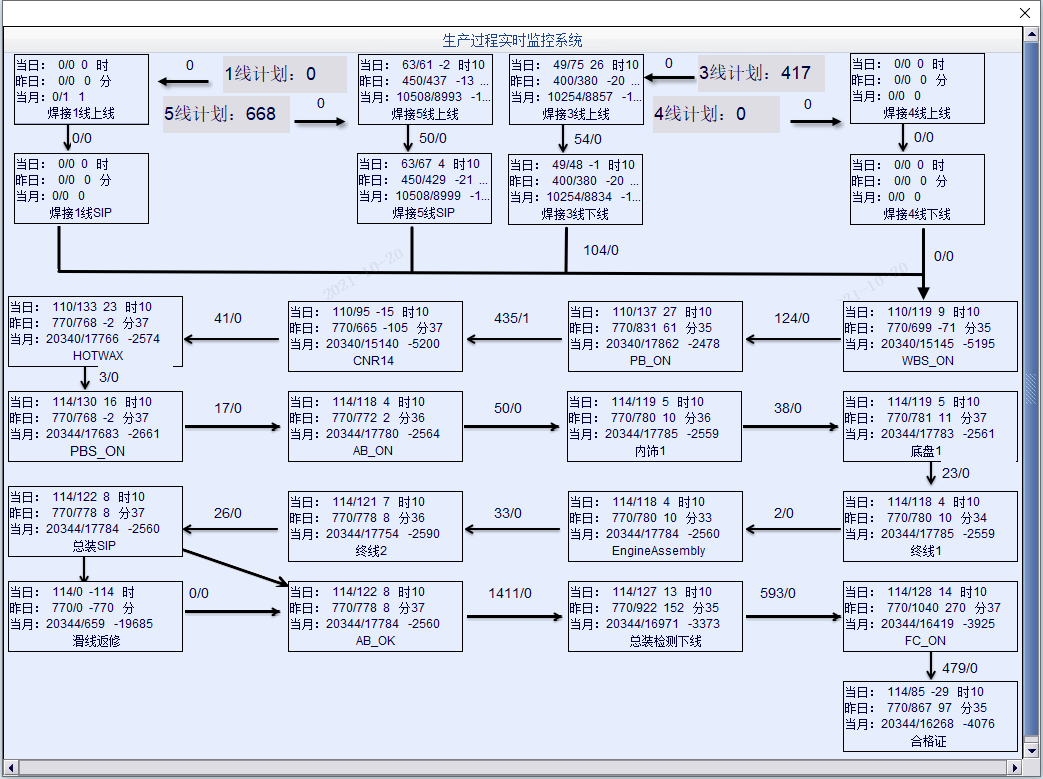 生产过程实时监控系统
当日： 0/0 0 时
昨日： 0/0 0 分
当月：0/1 1
焊接1线上线
0
1线计划：0
5线计划：668
0
当日： 63/61 -2 时10
昨日： 450/437 -13 ...
当月：10508/8993 -1...
焊接5线上线
当日： 49/75 26 时10
昨日： 400/380 -20 ...
当月：10254/8857 -1...
焊接3线上线
0
3线计划：417
4线计划：0
0
当日： 0/0 0 时
昨日： 0/0 0 分
当月：0/0 0
焊接4线上线
0/0
50/0
54/0
0/0
当日： 0/0 0 时
昨日： 0/0 0 分
当月：0/0 0
焊接1线SIP
当日： 63/67 4 时10
昨日： 450/429 -21 ...
当月：10508/8999 -1...
焊接5线SIP
当日： 49/48 -1 时10
昨日： 400/380 -20 ...
当月：10254/8834 -1...
焊接3线下线
当日： 0/0 0 时
昨日： 0/0 0 分
当月：0/0 0
焊接4线下线
104/0
0/0
2021-10-20
当日： 110/133 23 时10
昨日： 770/768 -2 分37
当月：20340/17766 -2574
HOTWAX
41/0
当日： 110/95 -15 时10
昨日： 770/665 -105 分37
当月：20340/15140 -5200
CNR14
435/1
当日： 110/137 27 时10
昨日： 770/831 61 分35
当月：20340/17862 -2478
PB_ON
124/0
当日： 110/119 9 时10
昨日： 770/699 -71 分35
当月：20340/15145 -5195
WBS_ON
3/0
当日： 114/130 16 时10
昨日： 770/768 -2 分37
当月：20344/17683 -2661
PBS_ON
17/0
当日： 114/118 4 时10
昨日： 770/772 2 分36
当月：20344/17780 -2564
AB_ON
50/0
当日： 114/119 5 时10
昨日： 770/780 10 分36
当月：20344/17785 -2559
内饰1
38/0
当日： 114/119 5 时10
昨日： 770/781 11 分37
当月：20344/17783 -2561
底盘1
23/0
当日： 114/122 8 时10
昨日： 770/778 8 分37
当月：20344/17784 -2560
总装SIP
26/0
当日： 114/121 7 时10
昨日： 770/778 8 分36
当月：20344/17754 -2590
终线2
33/0
当日： 114/118 4 时10
昨日： 770/780 10 分33
当月：20344/17784 -2560
EngineAssembly
2/0
当日： 114/118 4 时10
昨日： 770/780 10 分34
当月：20344/17785 -2559
终线1
当日： 114/0 -114 时
昨日： 770/0 -770 分
当月：20344/659 -19685
滑线返修
0/0
当日： 114/122 8 时10
昨日： 770/778 8 分37
当月：20344/17784 -2560
AB_OK
1411/0
当日： 114/127 13 时10
昨日： 770/922 152 分35
当月：20344/16971 -3373
总装检测下线
593/0
当日： 114/128 14 时10
昨日： 770/1040 270 分37
当月：20344/16419 -3925
FC_ON
479/0
当日： 114/85 -29 时10
昨日： 770/867 97 分35
当月：20344/16268 -4076
合格证